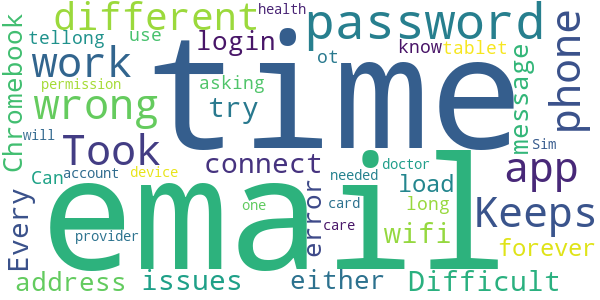 health
different
password
tellong
use
login
time
know
tablet
ot
work
phone
Chromebook
message
asking
permission
wrong
try
Sim
will
Took
connect
app
Can
account
device
doctor
needed
load
email
one
card
long
Keeps
Every
error
care
wifi
provider
forever
address
issues
either
Difficult